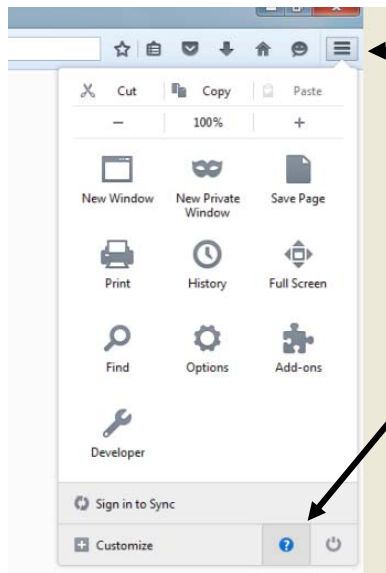 Cut Copy Paste
− 100% +
New Window New Private Save Page
Window
Print History Full Screen
Find Options Add-ons
Developer
Sign in to Sync
Customize ?